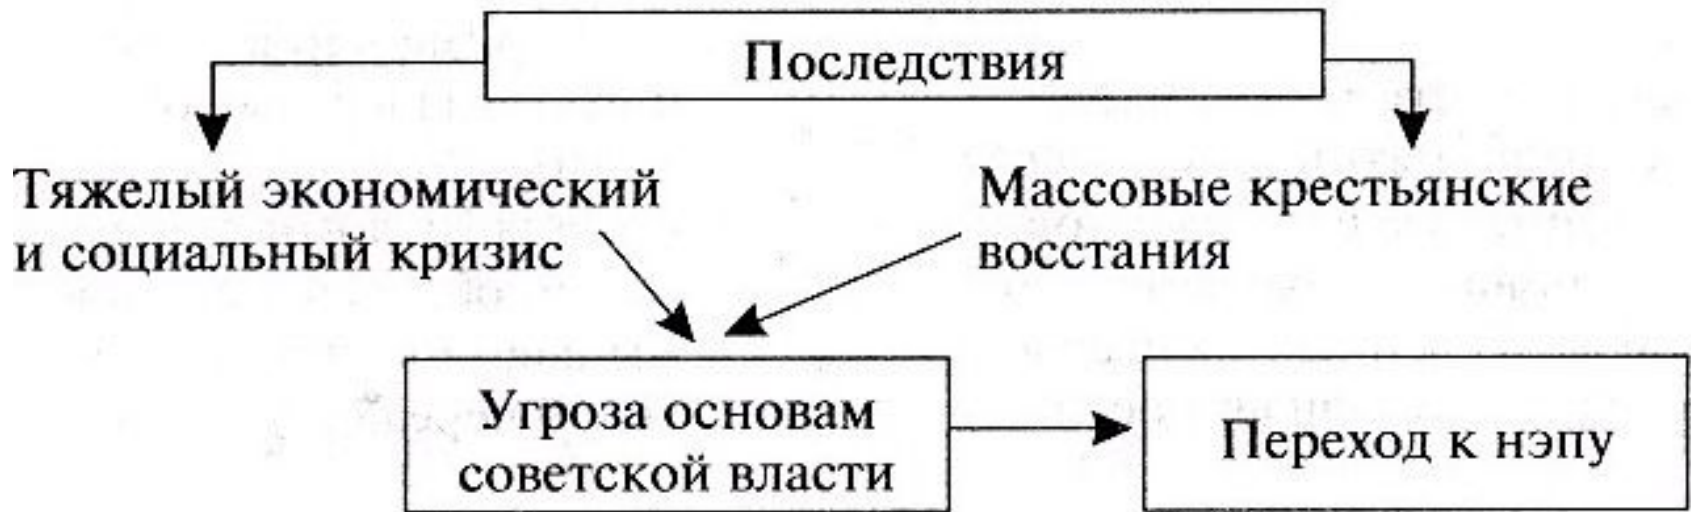 Последствия
Тяжелый экономический
и социальный кризис
Массовые крестьянские
восстания
Угроза основам
советской власти
Переход к нэпу